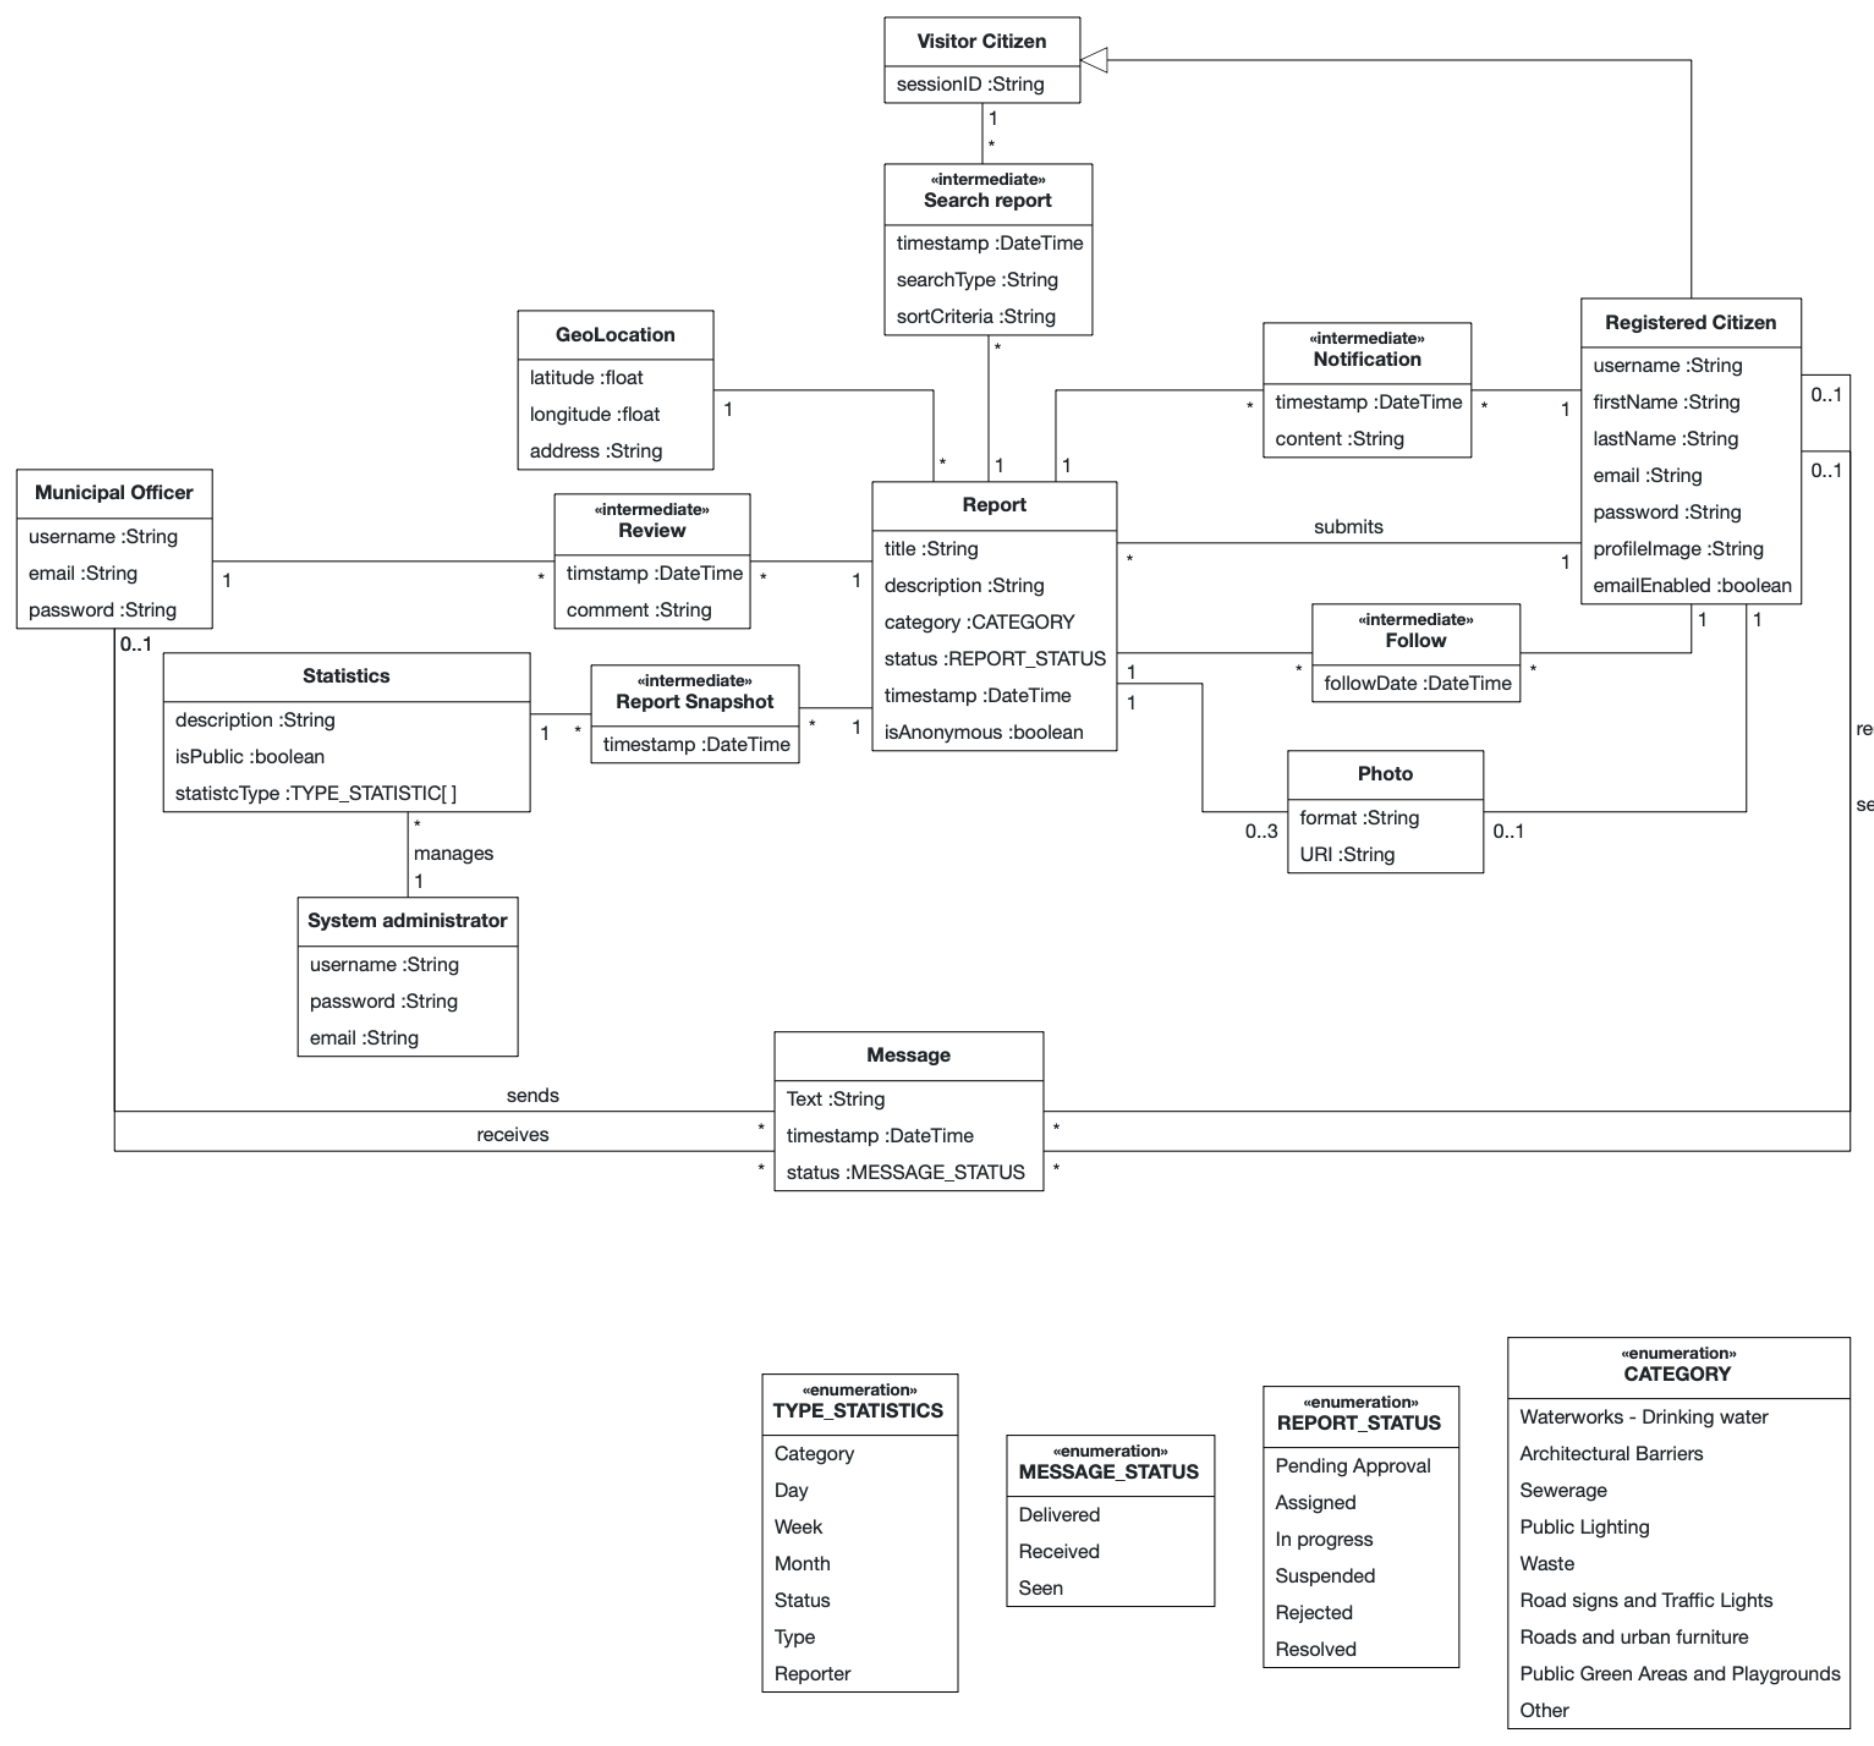 Visitor Citizen
sessionID :String
1
*
«intermediate»
Search report
timestamp :DateTime
searchType :String
sortCriteria :String
*
1
GeoLocation
latitude :float
longitude :float
address :String
1
*
«intermediate»
Notification
timestamp :DateTime
content :String
*
1
*
1
Registered Citizen
username :String
firstName :String
lastName :String
email :String
password :String
profileImage :String
emailEnabled :boolean
0..1
0..1
1
1
Municipal Officer
username :String
email :String
password :String
1
*
0..1
«intermediate»
Review
timstamp :DateTime
comment :String
*
1
Report
title :String
description :String
category :CATEGORY
status :REPORT_STATUS
timestamp :DateTime
isAnonymous :boolean
submits
*
1
«intermediate»
Follow
followDate :DateTime
1
*
*
1
Statistics
description :String
isPublic :boolean
statistcType :TYPE_STATISTIC[ ]
1
*
«intermediate»
Report Snapshot
timestamp :DateTime
*
1
Photo
format :String
URI :String
0..3
0..1
re
se
*
manages
1
System administrator
username :String
password :String
email :String
Message
Text :String
timestamp :DateTime
status :MESSAGE_STATUS
sends
receives
*
*
*
*
«enumeration»
TYPE_STATISTICS
Category
Day
Week
Month
Status
Type
Reporter
«enumeration»
MESSAGE_STATUS
Delivered
Received
Seen
«enumeration»
REPORT_STATUS
Pending Approval
Assigned
In progress
Suspended
Rejected
Resolved
«enumeration»
CATEGORY
Waterworks - Drinking water
Architectural Barriers
Sewerage
Public Lighting
Waste
Road signs and Traffic Lights
Roads and urban furniture
Public Green Areas and Playgrounds
Other